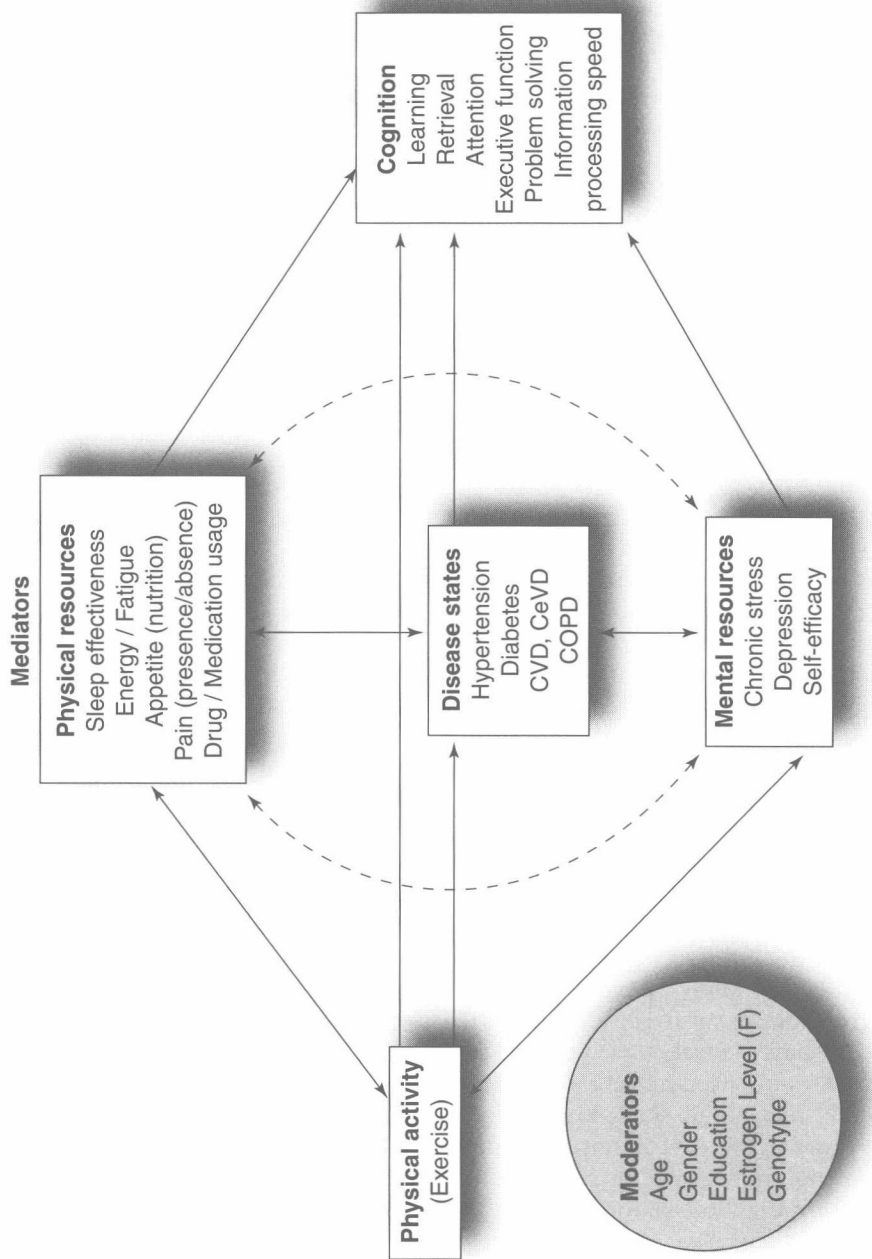 Mediators
Physical resources
Sleep effectiveness
Energy / Fatigue
Appetite (nutrition)
Pain (presence/absence)
Drug / Medication usage
Physical activity
(Exercise)
Disease states
Hypertension
Diabetes
CVD, CeVD
COPD
Cognition
Learning
Retrieval
Attention
Executive function
Problem solving
Information
processing speed
Mental resources
Chronic stress
Depression
Self-efficacy
Moderators
Age
Gender
Education
Estrogen Level (F)
Genotype